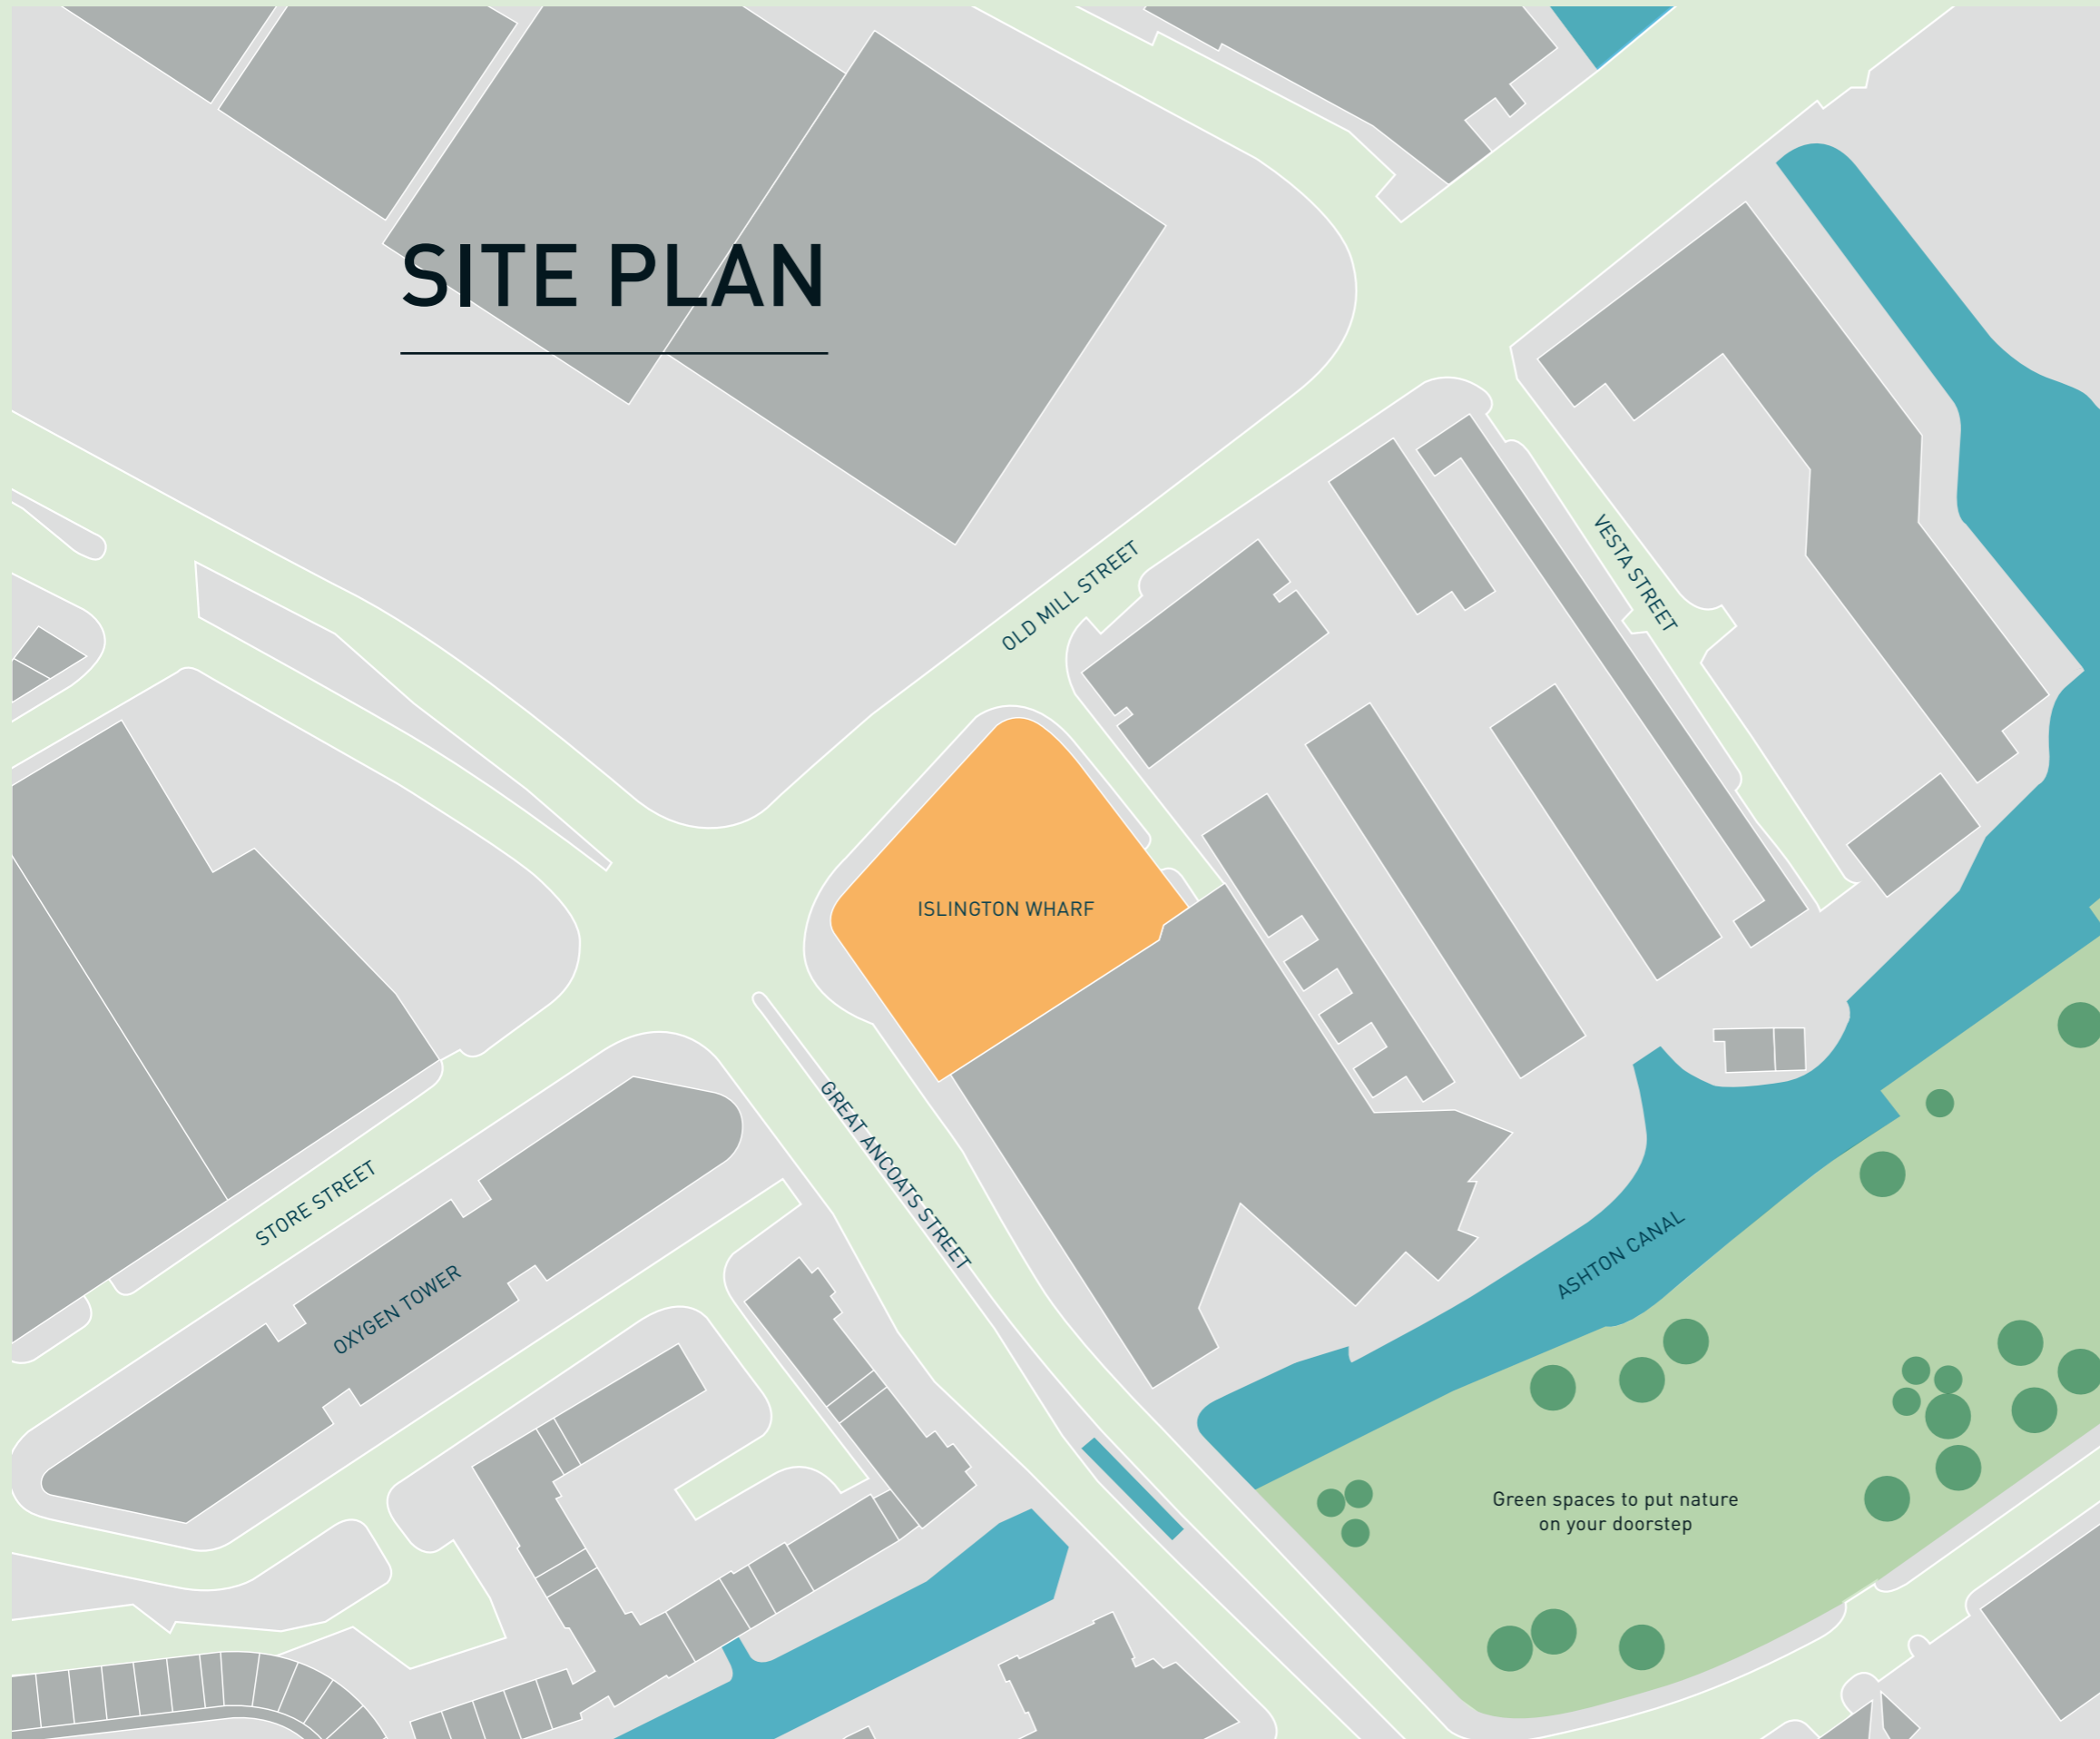 SITE PLAN
OLD MILL STREET
VESTA STREET
ISLINGTON WHARF
GREAT ANCOATS STREET
STORE STREET
OXYGEN TOWER
ASHTON CANAL
Green spaces to put nature
on your doorstep